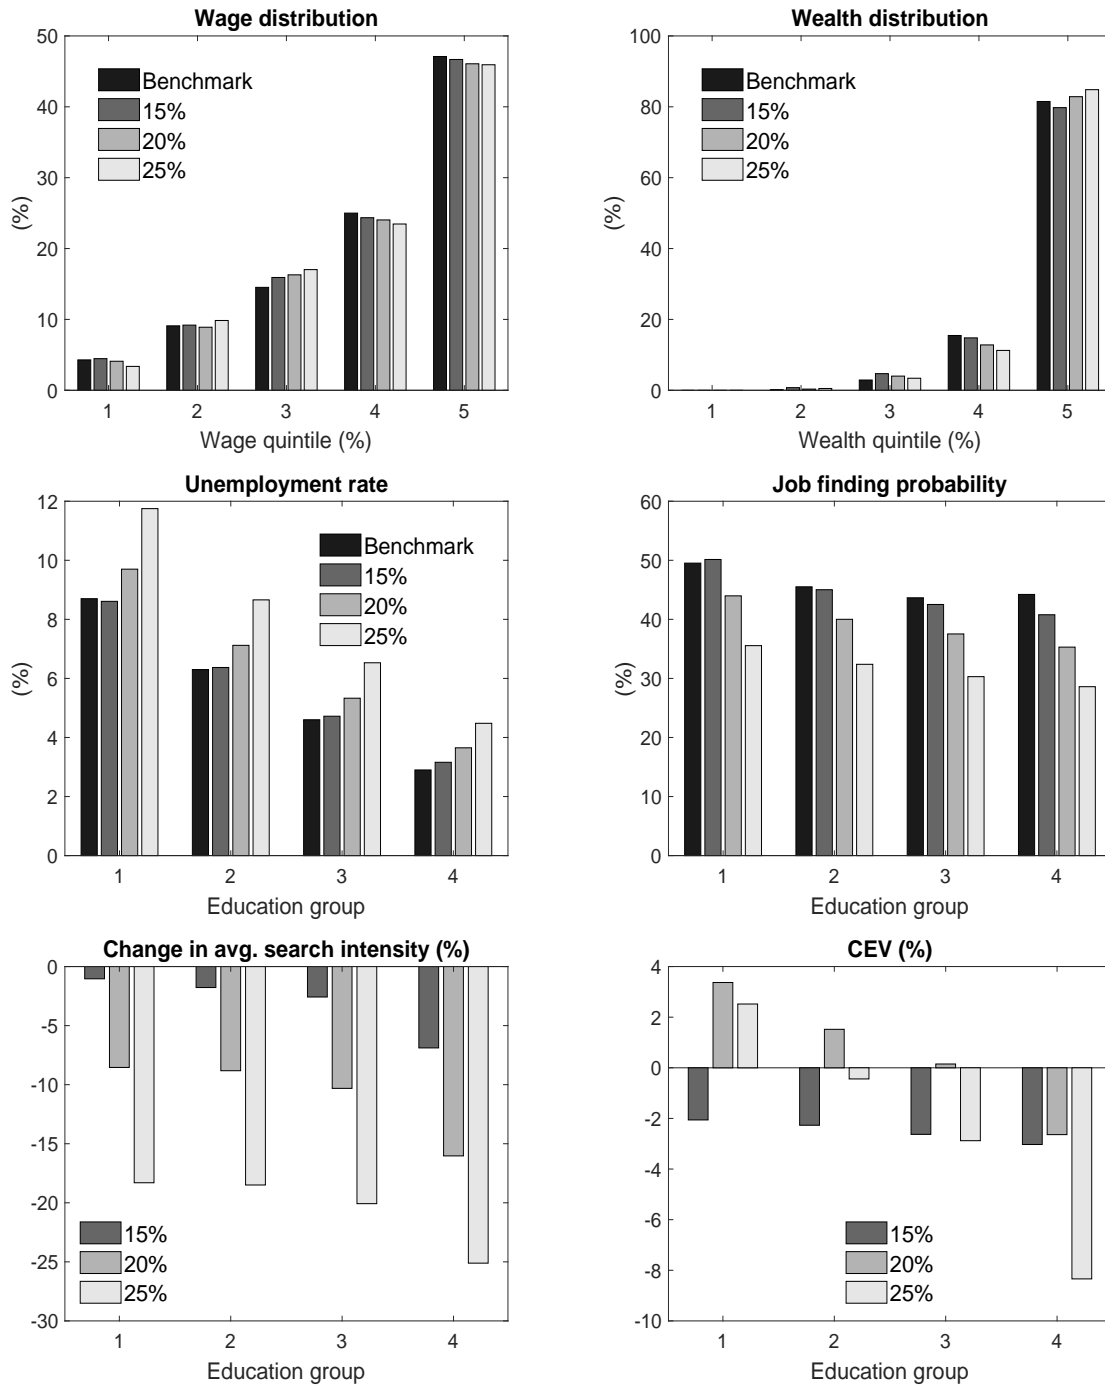 Wage distribution
50
40
30
20
10
0
(%)
Benchmark
15%
20%
25%
1 2 3 4 5
Wage quintile (%)
Wealth distribution
100
80
60
40
20
0
(%)
Benchmark
15%
20%
25%
1 2 3 4 5
Wealth quintile (%)
Unemployment rate
12
10
8
6
4
2
0
(%)
Benchmark
15%
20%
25%
1 2 3 4
Education group
Job finding probability
60
50
40
30
20
10
0
(%)
1 2 3 4
Education group
Change in avg. search intensity (%)
0
-5
-10
-15
-20
-25
-30
15%
20%
25%
1 2 3 4
Education group
CEV (%)
4
2
0
-2
-4
-6
-8
-10
15%
20%
25%
1 2 3 4
Education group